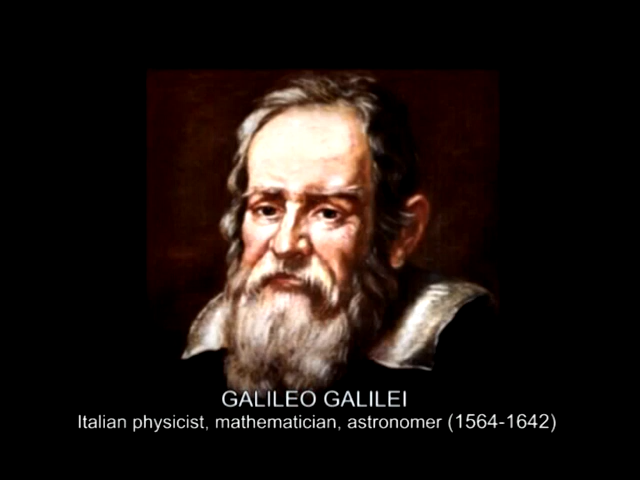 GALILEO GALILEI
Italian physicist, mathematician, astronomer (1564-1642)